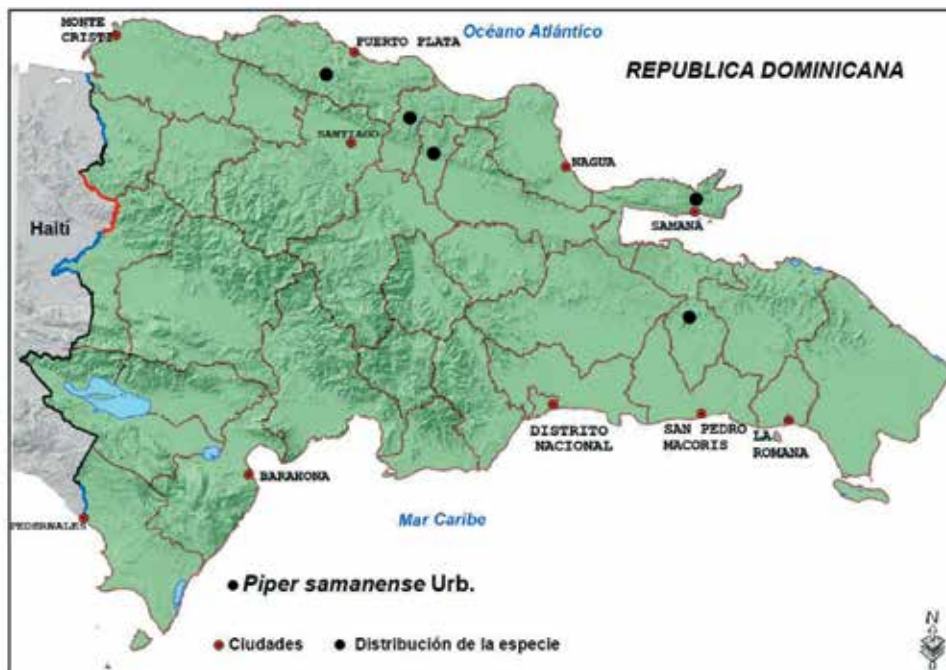 MONTE
CRISTI
Océano Atlántico
PUERTO PLATA
REPUBLICA DOMINICANA
SANTIAGO
NAGUA
Haití
SAMANÁ
DISTRITO
NACIONAL
SAN PEDRO
MACORIS
LA
ROMANA
BARAHONA
PEDERNALES
Mar Caribe
Piper samanense Urb.
Ciudades
Distribución de la especie
N